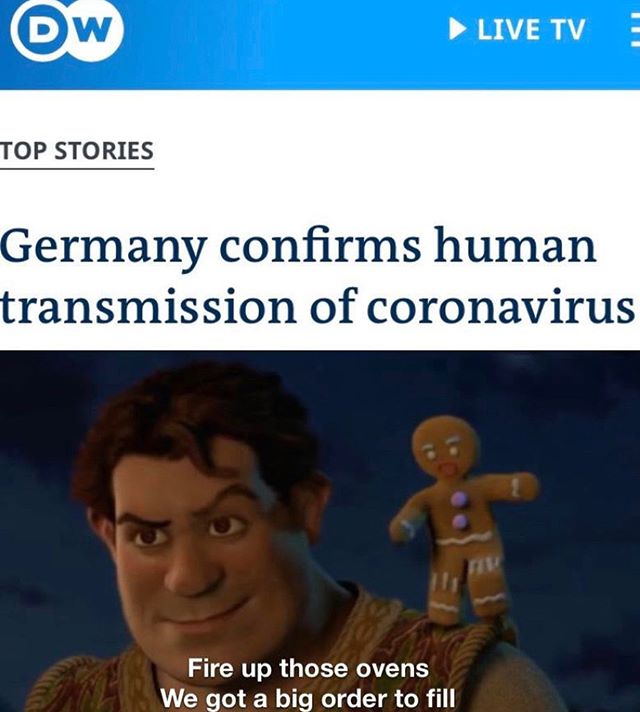 DW
LIVE TV
TOP STORIES
Germany confirms human
transmission of coronavirus
Fire up those ovens
We got a big order to fill